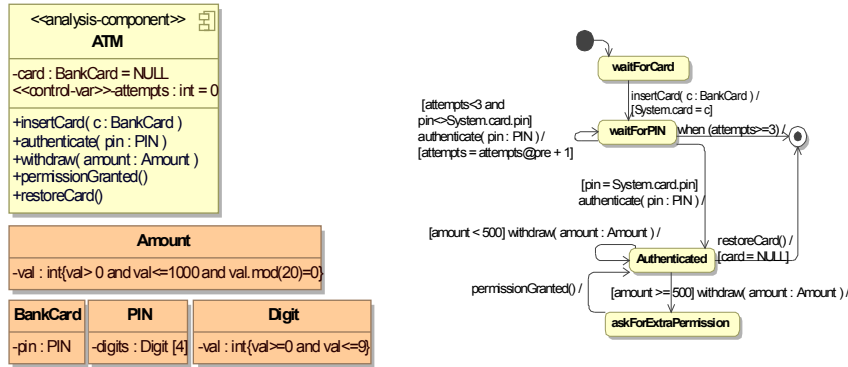 <<analysis-component>>
ATM
-card : BankCard = NULL
<<control-var>>-attempts : int = 0
+insertCard( c : BankCard )
+authenticate( pin : PIN )
+withdraw( amount : Amount )
+permissionGranted()
+restoreCard()
Amount
-val : int{val> 0 and val<=1000 and val.mod(20)=0}
BankCard
-pin : PIN
PIN
-digits : Digit [4]
Digit
-val : int{val>=0 and val<=9}
waitForCard
insertCard( c : BankCard ) /
[System.card = c]
[attempts<3 and
pin<>System.card.pin]
authenticate( pin : PIN ) /
[attempts = attempts@pre + 1]
waitForPIN
when (attempts>=3) /
[pin = System.card.pin]
authenticate( pin : PIN ) /
[amount < 500] withdraw( amount : Amount ) /
restoreCard() /
[card = NULL]
Authenticated
permissionGranted() /
[amount >= 500] withdraw( amount : Amount ) /
askForExtraPermission